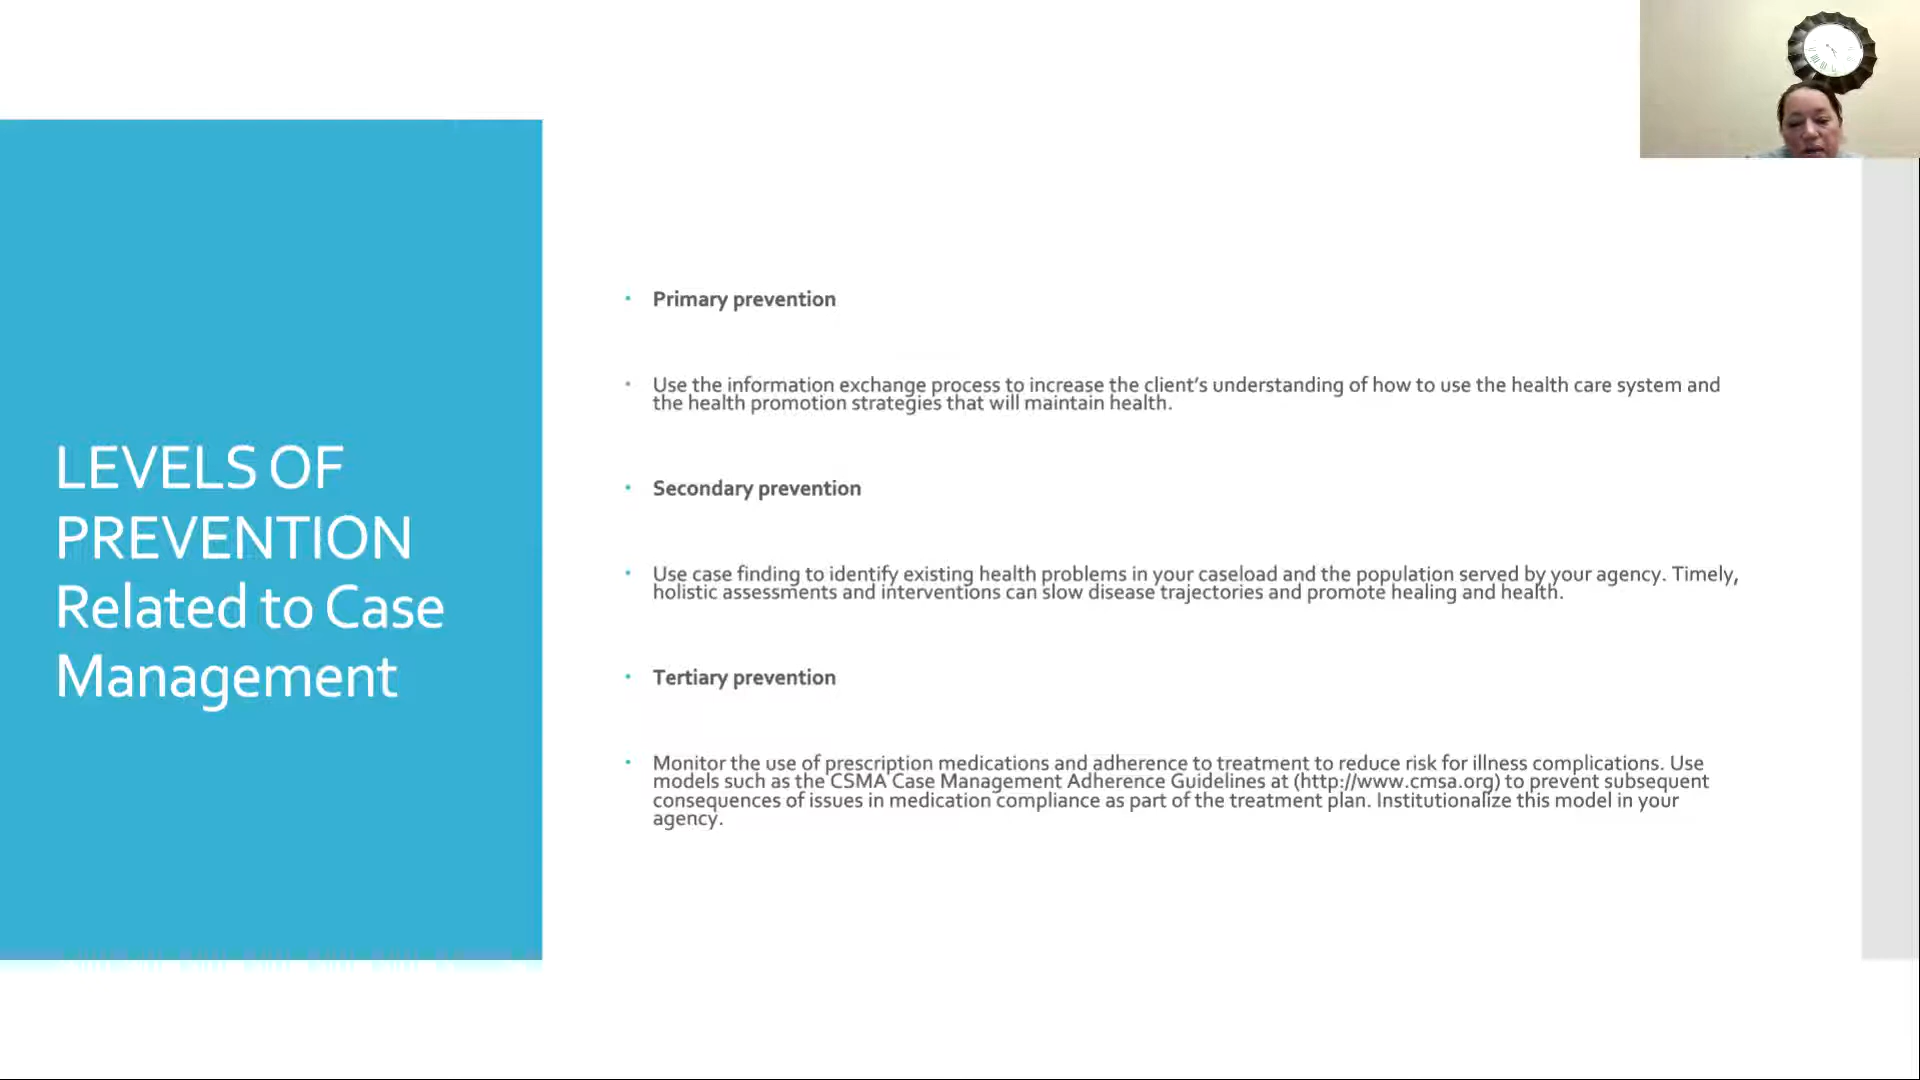 LEVELS OF
PREVENTION
Related to Case
Management
• Primary prevention
• Use the information exchange process to increase the client’s understanding of how to use the health care system and
the health promotion strategies that will maintain health.
• Secondary prevention
• Use case finding to identify existing health problems in your caseload and the population served by your agency. Timely,
holistic assessments and interventions can slow disease trajectories and promote healing and health.
• Tertiary prevention
• Monitor the use of prescription medications and adherence to treatment to reduce risk for illness complications. Use
models such as the CSMA Case Management Adherence Guidelines at (http://www.cmsa.org) to prevent subsequent
consequences of issues in medication compliance as part of the treatment plan. Institutionalize this model in your
agency.